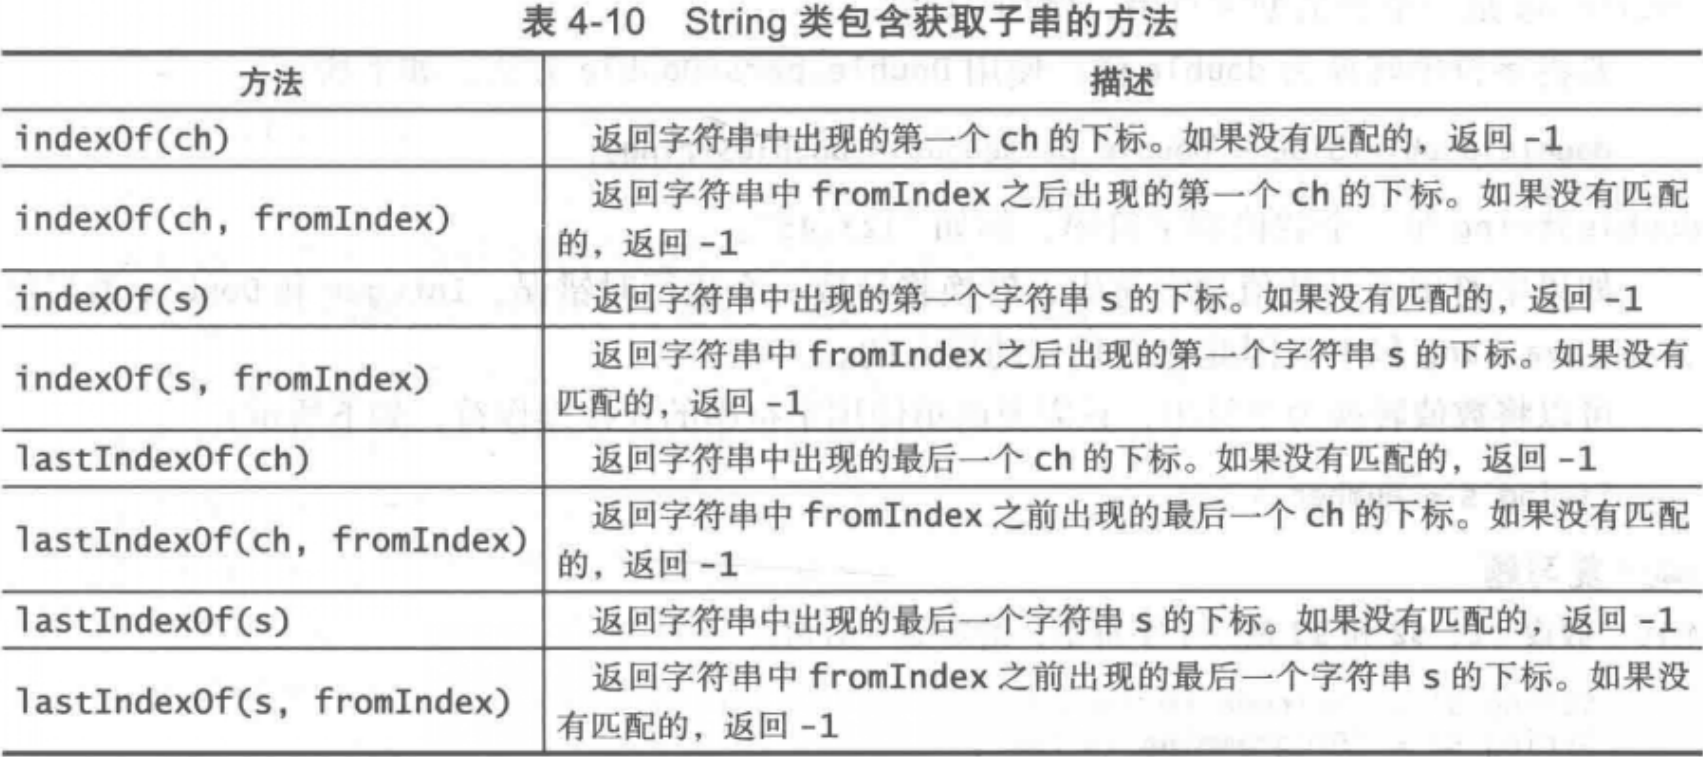 表 4-10 String 类包含获取子串的方法
方法 描述
indexOf(ch) 返回字符串中出现的第一个 ch 的下标。如果没有匹配的，返回 -1
indexOf(ch, fromIndex) 返回字符串中 fromIndex 之后出现的第一个 ch 的下标。如果没有匹配
的，返回 -1
indexOf(s) 返回字符串中出现的第一个字符串 s 的下标。如果没有匹配的，返回 -1
indexOf(s, fromIndex) 返回字符串中 fromIndex 之后出现的第一个字符串 s 的下标。如果没有
匹配的，返回 -1
lastIndexOf(ch) 返回字符串中出现的最后一个 ch 的下标。如果没有匹配的，返回 -1
lastIndexOf(ch, fromIndex) 返回字符串中 fromIndex 之前出现的最后一个 ch 的下标。如果没有匹配
的，返回 -1
lastIndexOf(s) 返回字符串中出现的最后一个字符串 s 的下标。如果没有匹配的，返回 -1
lastIndexOf(s, fromIndex) 返回字符串中 fromIndex 之前出现的最后一个字符串 s 的下标。如果没
有匹配的，返回 -1